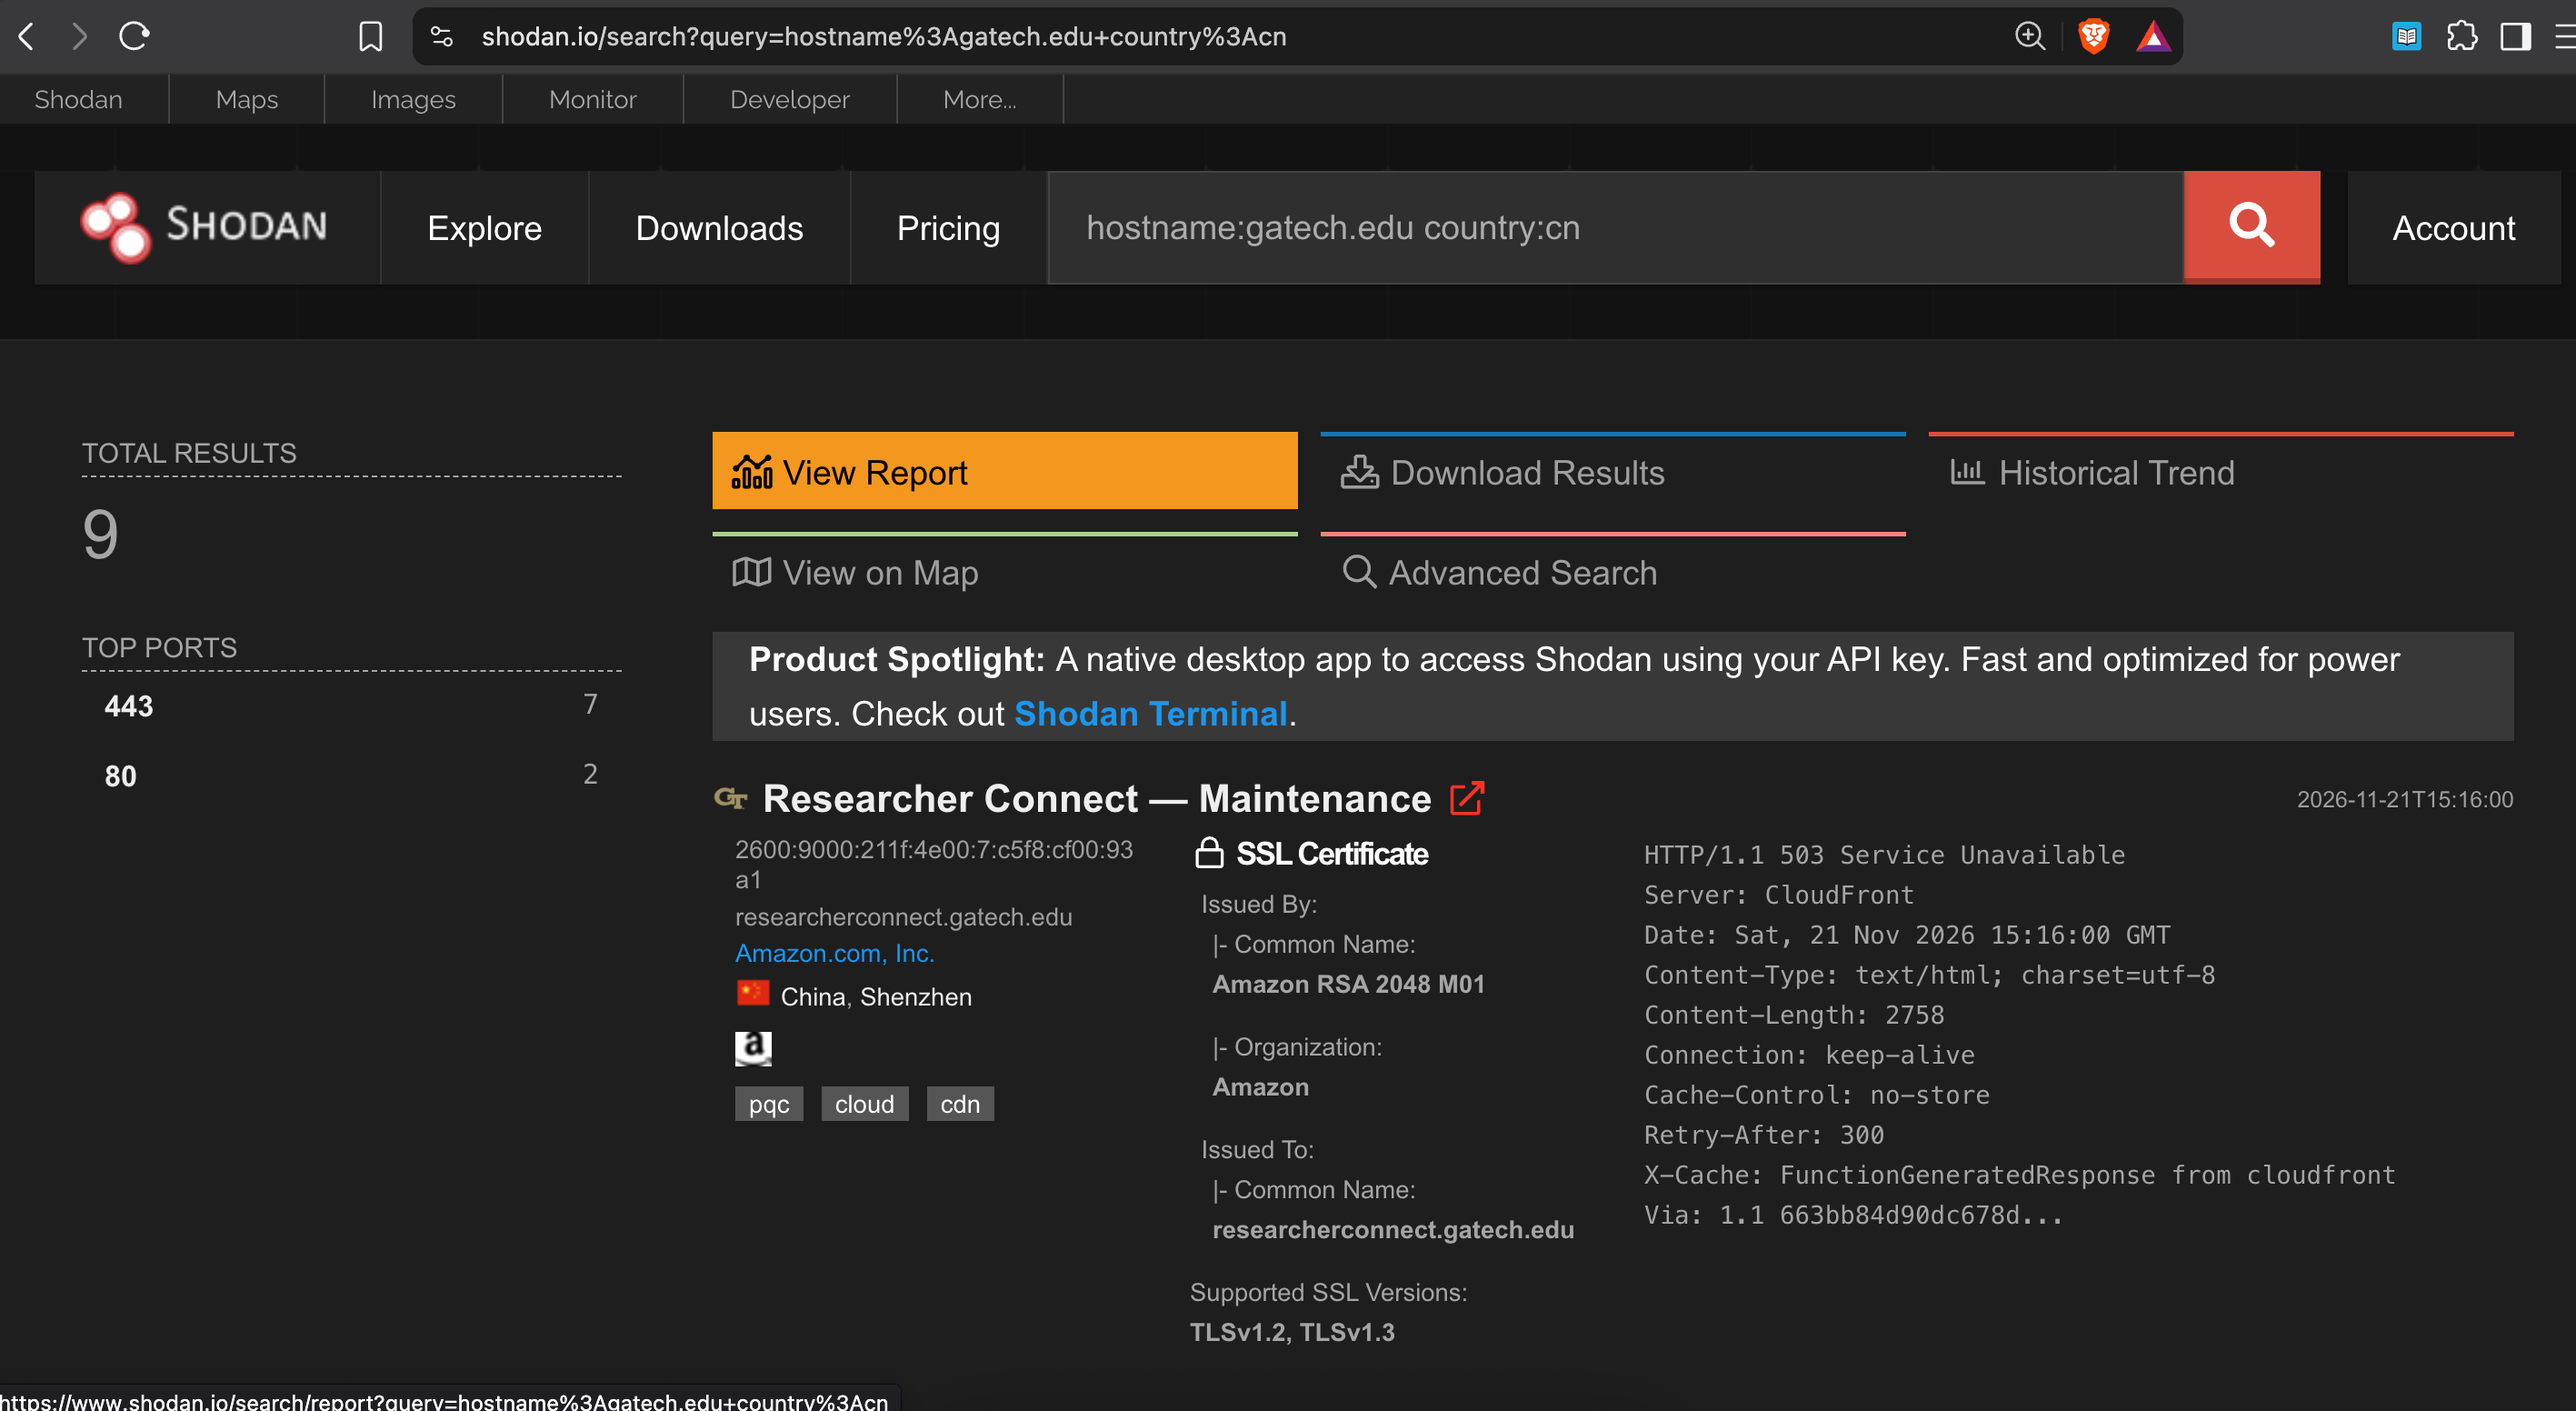 shodan.io/search?query=hostname%3Agatech.edu+country%3Acn
Shodan
Maps
Images
Monitor
Developer
More...
SHODAN
Explore
Downloads
Pricing
hostname:gatech.edu country:cn
Account
TOTAL RESULTS
9
TOP PORTS
443 7
80 2
View Report
Download Results
Historical Trend
View on Map
Advanced Search
Product Spotlight: A native desktop app to access Shodan using your API key. Fast and optimized for power
users. Check out Shodan Terminal.
GT Researcher Connect — Maintenance
2026-11-21T15:16:00
2600:9000:211f:4e00:7:c5f8:cf00:93
a1
researcherconnect.gatech.edu
Amazon.com, Inc.
China, Shenzhen
a
pqc cloud cdn
SSL Certificate
Issued By:
|- Common Name:
Amazon RSA 2048 M01
|- Organization:
Amazon
Issued To:
|- Common Name:
researcherconnect.gatech.edu
Supported SSL Versions:
TLSv1.2, TLSv1.3
HTTP/1.1 503 Service Unavailable
Server: CloudFront
Date: Sat, 21 Nov 2026 15:16:00 GMT
Content-Type: text/html; charset=utf-8
Content-Length: 2758
Connection: keep-alive
Cache-Control: no-store
Retry-After: 300
X-Cache: FunctionGeneratedResponse from cloudfront
Via: 1.1 663bb84d90dc678d...
https://www.shodan.io/search/report?query=hostname%3Agatech.edu+country%3Acn